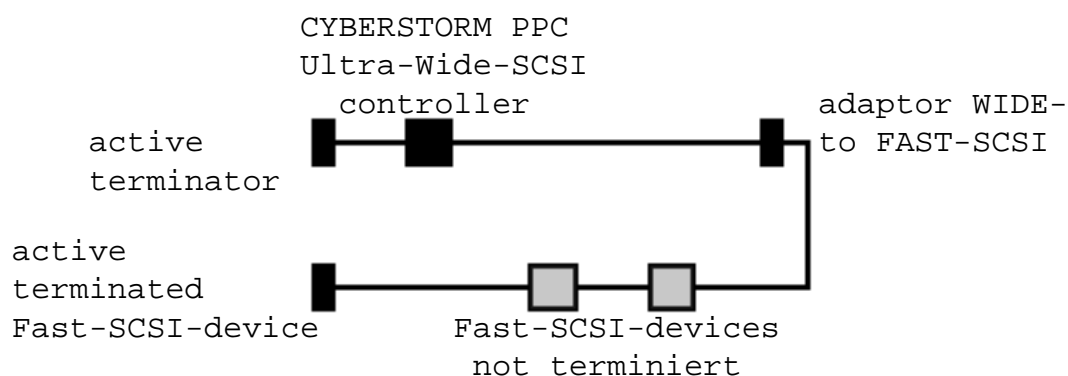 CYBERSTORM PPC
Ultra-Wide-SCSI
controller
adaptor WIDE-
to FAST-SCSI
active
terminator
active
terminated
Fast-SCSI-device
Fast-SCSI-devices
not terminiert